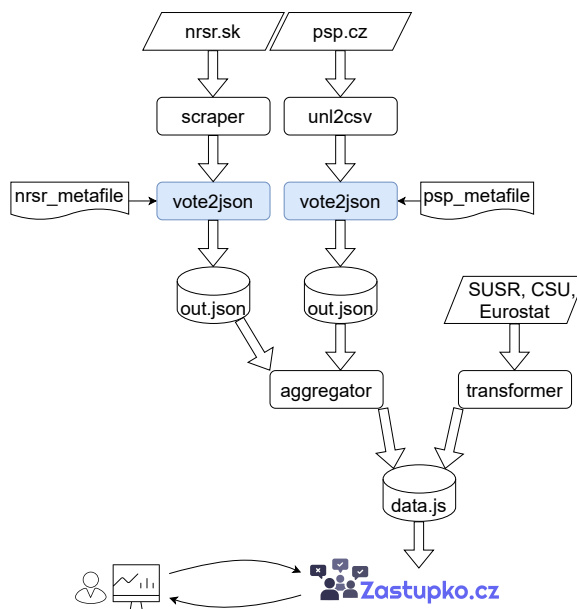 nrsr.sk
psp.cz
scraper
unl2csv
nrsr_metafile
vote2json
vote2json
psp_metafile
out.json
out.json
SUSR, CSU,
Eurostat
aggregator
transformer
data.js
Zastupko.cz